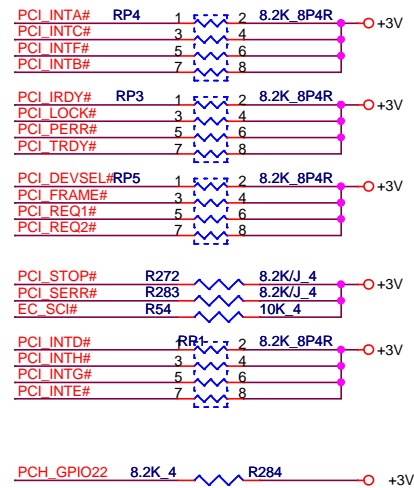 PCI_INTA# RP4 1 2 8.2K_8P4R +3V
PCI_INTC# 3 4
PCI_INTF# 5 6
PCI_INTB# 7 8
PCI_IRDY# RP3 1 2 8.2K_8P4R +3V
PCI_LOCK# 3 4
PCI_PERR# 5 6
PCI_TRDY# 7 8
PCI_DEVSEL# RP5 1 2 8.2K_8P4R +3V
PCI_FRAME# 3 4
PCI_REQ1# 5 6
PCI_REQ2# 7 8
PCI_STOP# R272 8.2K/J_4 +3V
PCI_SERR# R283 8.2K/J_4
EC_SCI# R54 10K_4
PCI_INTD# RP1 1 2 8.2K_8P4R +3V
PCI_INTH# 3 4
PCI_INTG# 5 6
PCI_INTE# 7 8
PCH_GPIO22 8.2K_4 R284 +3V